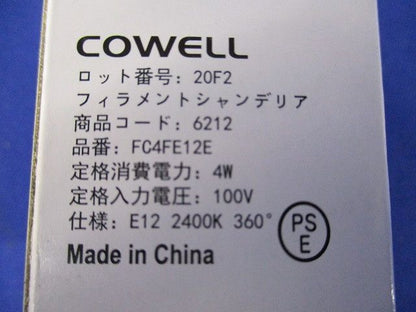 COWELL
ロット番号: 20F2
フィラメントシャンデリア
商品コード: 6212
品番: FC4FE12E
定格消費電力: 4W
定格入力電圧: 100V
仕様: E12 2400K 360°
PS
E
Made in China